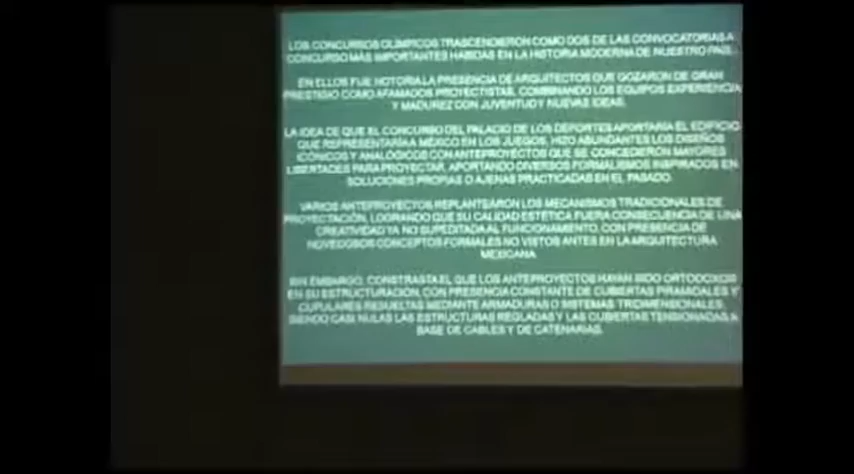 LOS CONCURSOS OLÍMPICOS TRASCENDIERON COMO DOS DE LAS CONVOCATORIAS A
CONCURSO MÁS IMPORTANTES HABIDAS EN LA HISTORIA MODERNA DE NUESTRO PAÍS.
EN ELLOS FUE NOTORIA LA PRESENCIA DE ARQUITECTOS QUE GOZARON DE GRAN
PRESTIGIO COMO AFAMADOS PROYECTISTAS, COMBINANDO LOS EQUIPOS EXPERIENCIA
Y MADUREZ CON JUVENTUD Y NUEVAS IDEAS.
LA IDEA DE QUE EL CONCURSO DEL PALACIO DE LOS DEPORTES APORTARÍA EL EDIFICIO
QUE REPRESENTARÍA A MÉXICO EN LOS JUEGOS, HIZO ABUNDANTES LOS DISEÑOS
ICÓNICOS Y ANALÓGICOS CON ANTEPROYECTOS QUE SE CONCEDIERON MAYORES
LIBERTADES PARA PROYECTAR, APORTANDO DIVERSOS FORMALISMOS INSPIRADOS EN
SOLUCIONES PROPIAS O AJENAS PRACTICADAS EN EL PASADO.
VARIOS ANTEPROYECTOS REPLANTEARON LOS MECANISMOS TRADICIONALES DE
PROYECTACIÓN, LOGRANDO QUE SU CALIDAD ESTÉTICA FUERA CONSECUENCIA DE UNA
CREATIVIDAD YA NO SUPEDITADA AL FUNCIONAMIENTO, CON PRESENCIA DE
NOVEDOSOS CONCEPTOS FORMALES NO VISTOS ANTES EN LA ARQUITECTURA
MEXICANA.
SIN EMBARGO, CONSTRASTA EL QUE LOS ANTEPROYECTOS HAYAN SIDO ORTODOXOS
EN SU ESTRUCTURACIÓN, CON PRESENCIA CONSTANTE DE CUBIERTAS PIRAMIDALES Y
CUPULARES RESUELTAS MEDIANTE ARMADURAS O SISTEMAS TRIDIMENSIONALES,
SIENDO CASI NULAS LAS ESTRUCTURAS REGLADAS Y LAS CUBIERTAS TENSIONADAS A
BASE DE CABLES Y DE CATENARIAS.